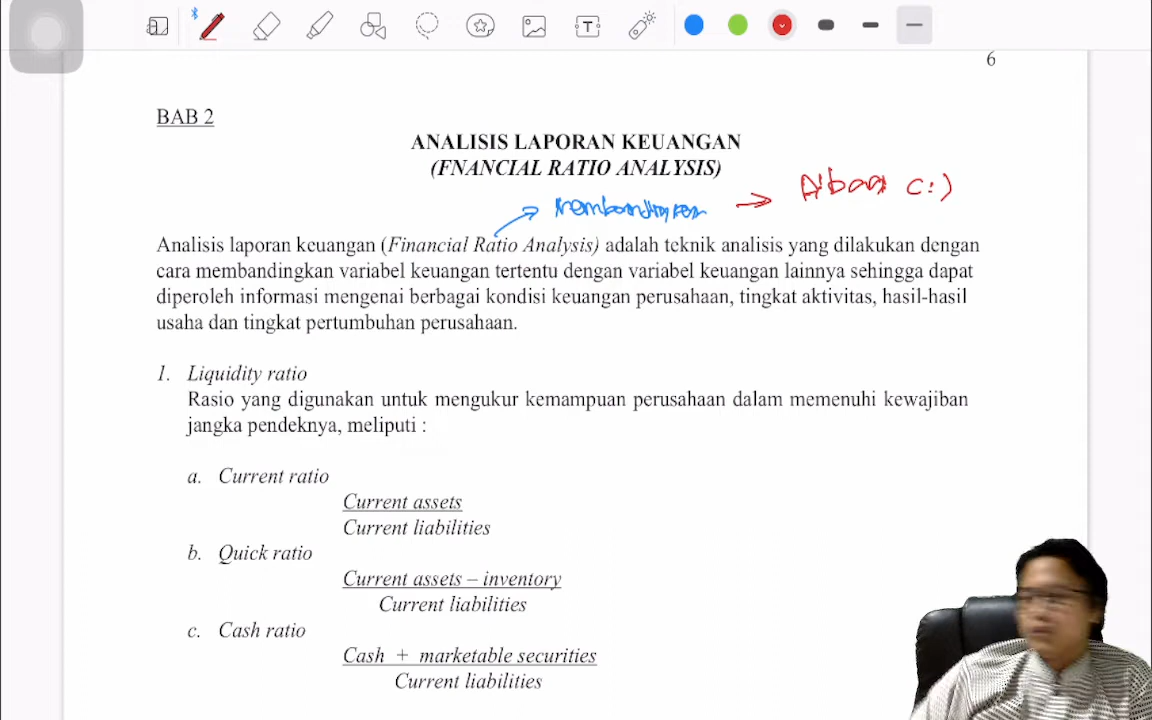 T
6
BAB 2
ANALISIS LAPORAN KEUANGAN
(FNANCIAL RATIO ANALYSIS)
Membandingkan → Dibagi (:)
Analisis laporan keuangan (Financial Ratio Analysis) adalah teknik analisis yang dilakukan dengan
cara membandingkan variabel keuangan tertentu dengan variabel keuangan lainnya sehingga dapat
diperoleh informasi mengenai berbagai kondisi keuangan perusahaan, tingkat aktivitas, hasil-hasil
usaha dan tingkat pertumbuhan perusahaan.
1. Liquidity ratio
Rasio yang digunakan untuk mengukur kemampuan perusahaan dalam memenuhi kewajiban
jangka pendeknya, meliputi :
a. Current ratio
Current assets
Current liabilities
b. Quick ratio
Current assets – inventory
Current liabilities
c. Cash ratio
Cash + marketable securities
Current liabilities